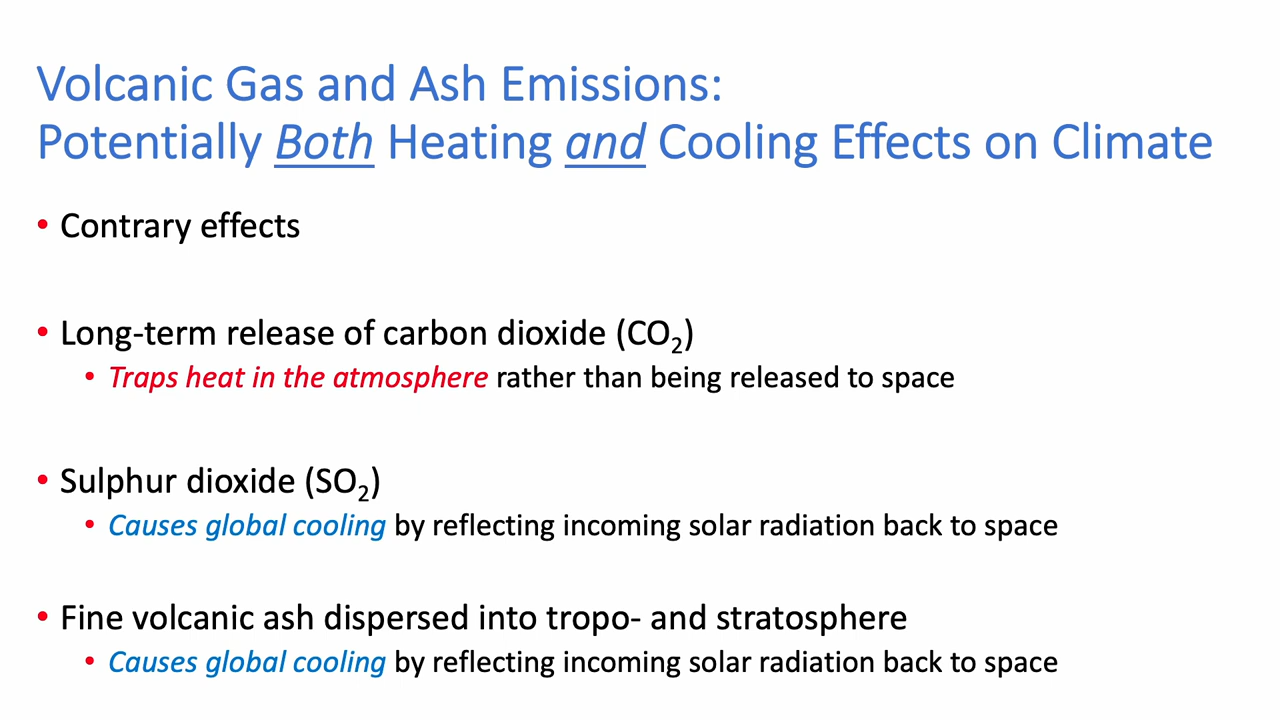 Volcanic Gas and Ash Emissions:
Potentially Both Heating and Cooling Effects on Climate
• Contrary effects
• Long-term release of carbon dioxide (CO₂)
• Traps heat in the atmosphere rather than being released to space
• Sulphur dioxide (SO₂)
• Causes global cooling by reflecting incoming solar radiation back to space
• Fine volcanic ash dispersed into tropo- and stratosphere
• Causes global cooling by reflecting incoming solar radiation back to space